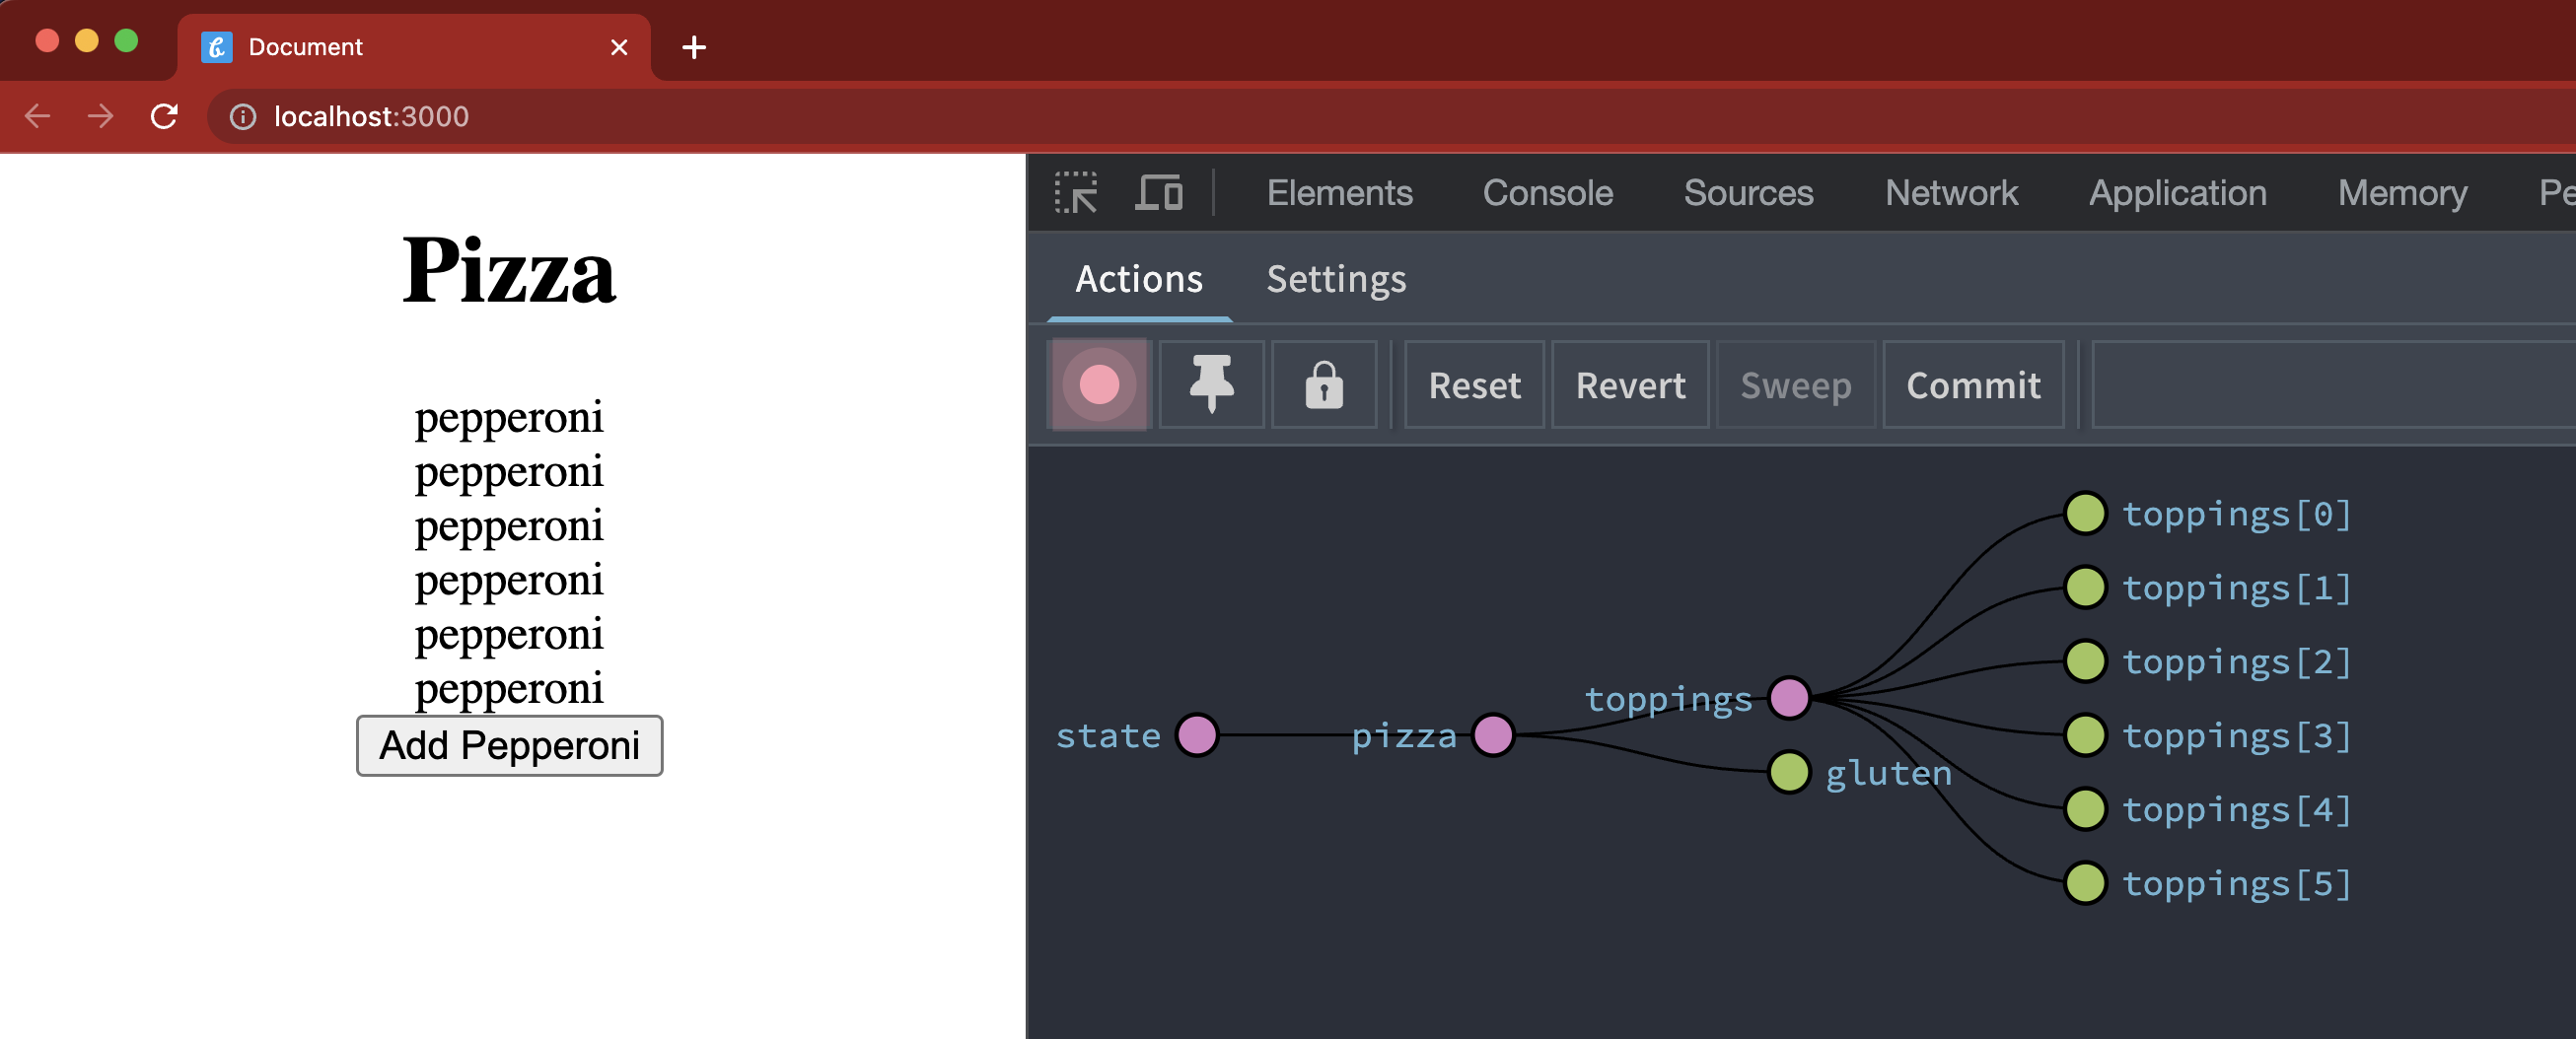 Document
localhost:3000
Pizza
pepperoni
pepperoni
pepperoni
pepperoni
pepperoni
pepperoni
Add Pepperoni
Elements Console Sources Network Application Memory Pe
Actions Settings
Reset Revert Sweep Commit
state
pizza
toppings
gluten
toppings[0]
toppings[1]
toppings[2]
toppings[3]
toppings[4]
toppings[5]